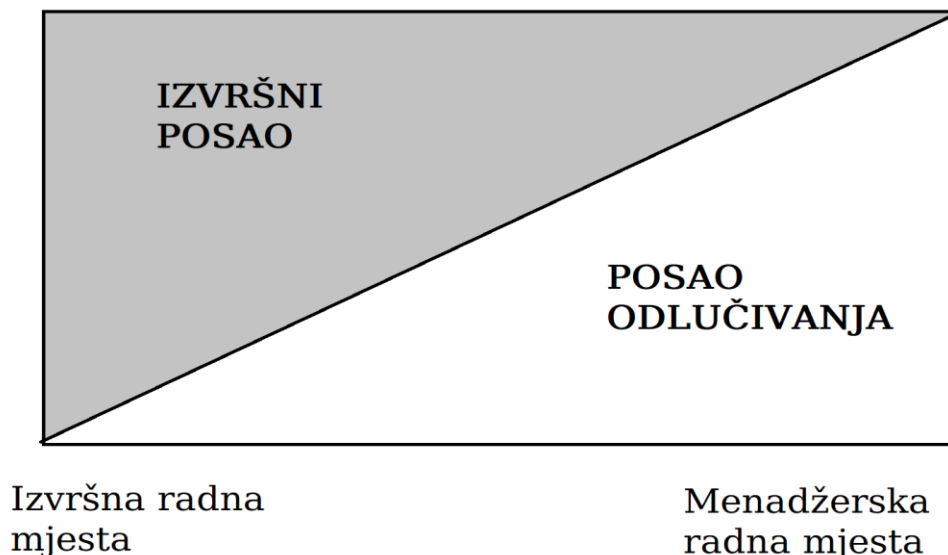 IZVRŠNI
POSAO
POSAO
ODLUČIVANJA
Izvršna radna
mjesta
Menadžerska
radna mjesta